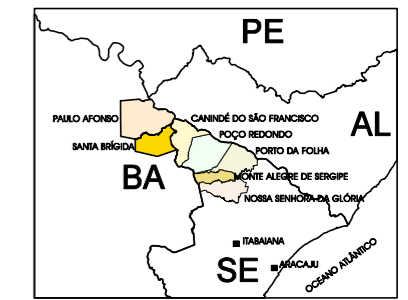 PE
PAULO AFONSO
CANINDÉ DO SÃO FRANCISCO
AL
POÇO REDONDO
SANTA BRÍGIDA
PORTO DA FOLHA
BA
MONTE ALEGRE DE SERGIPE
NOSSA SENHORA DA GLÓRIA
ITABAIANA
SE
ARACAJU
OCEANO ATLÂNTICO